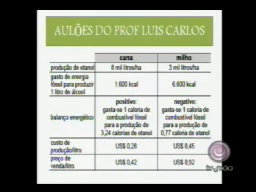 AULÕES DO PROF LUIS CARLOS
cana milho
produção de etanol 8 mil litros/ha 3 mil litros/ha
gasto de energia
fóssil para produzir 1.600 kcal 6.600 kcal
1 litro de álcool
positivo: negativo:
gasta-se 1 caloria de gasta-se 1 caloria de
balanço energético combustível fóssil combustível fóssil
para a produção de para a produção de
3,24 calorias de etanol 0,77 caloria de etanol
custo de
produção/litro US$ 0,28 US$ 0,45
preço de
venda/litro US$ 0,42 US$ 0,92